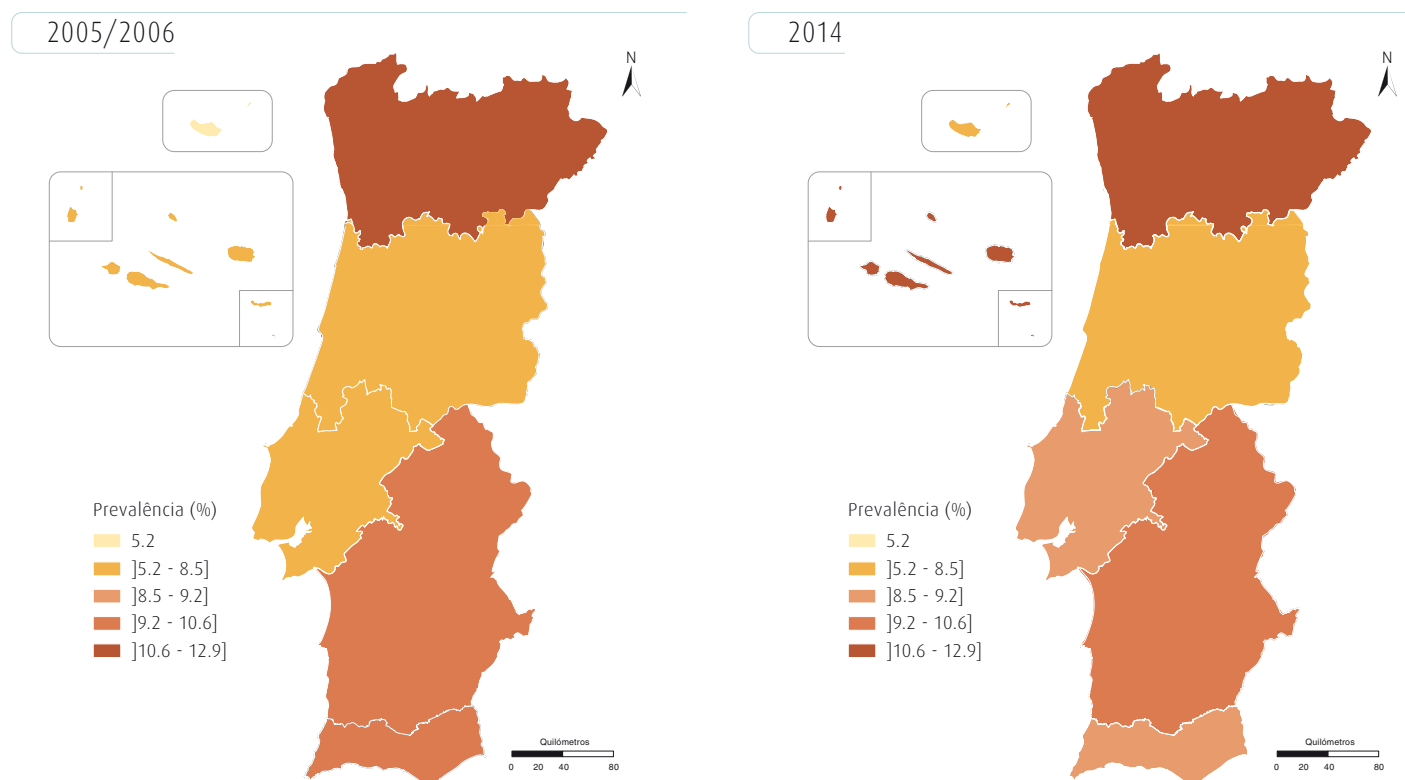 2005/2006
N
Prevalência (%)
5.2
]5.2 - 8.5]
]8.5 - 9.2]
]9.2 - 10.6]
]10.6 - 12.9]
Quilómetros
0 20 40 80
2014
N
Prevalência (%)
5.2
]5.2 - 8.5]
]8.5 - 9.2]
]9.2 - 10.6]
]10.6 - 12.9]
Quilómetros
0 20 40 80